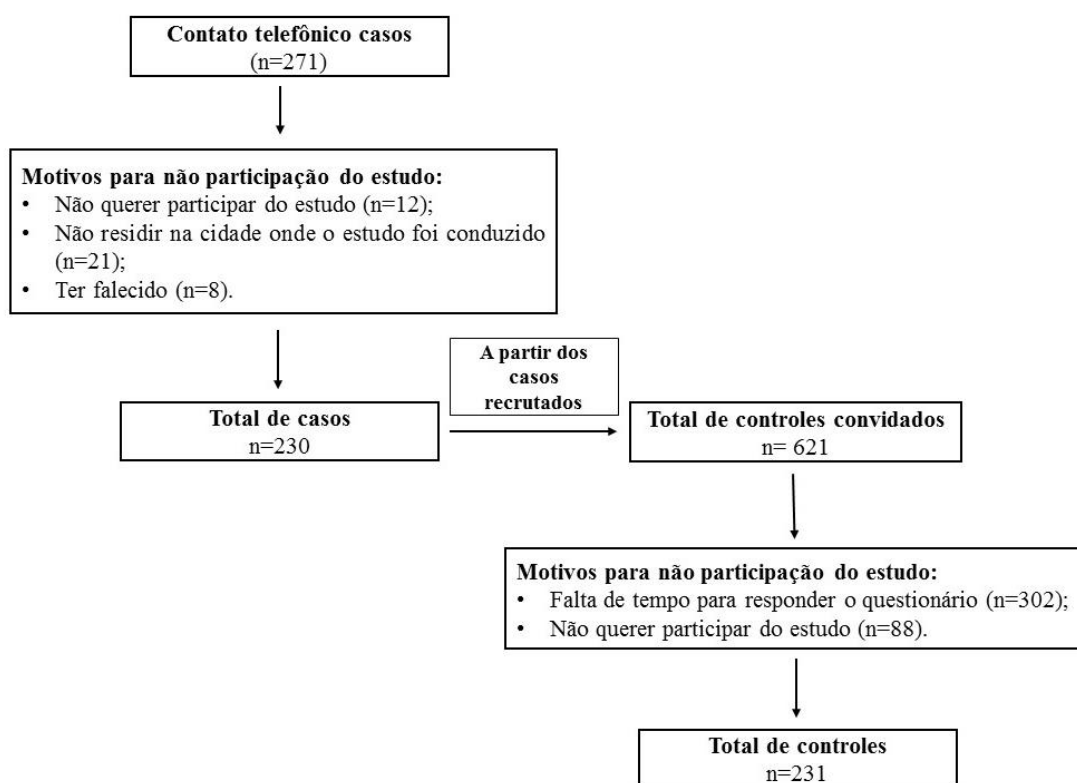 Contato telefônico casos
(n=271)
Motivos para não participação do estudo:
• Não querer participar do estudo (n=12);
• Não residir na cidade onde o estudo foi conduzido
(n=21);
• Ter falecido (n=8).
A partir dos
casos
recrutados
Total de casos
n=230
Total de controles convidados
n= 621
Motivos para não participação do estudo:
• Falta de tempo para responder o questionário (n=302);
• Não querer participar do estudo (n=88).
Total de controles
n=231